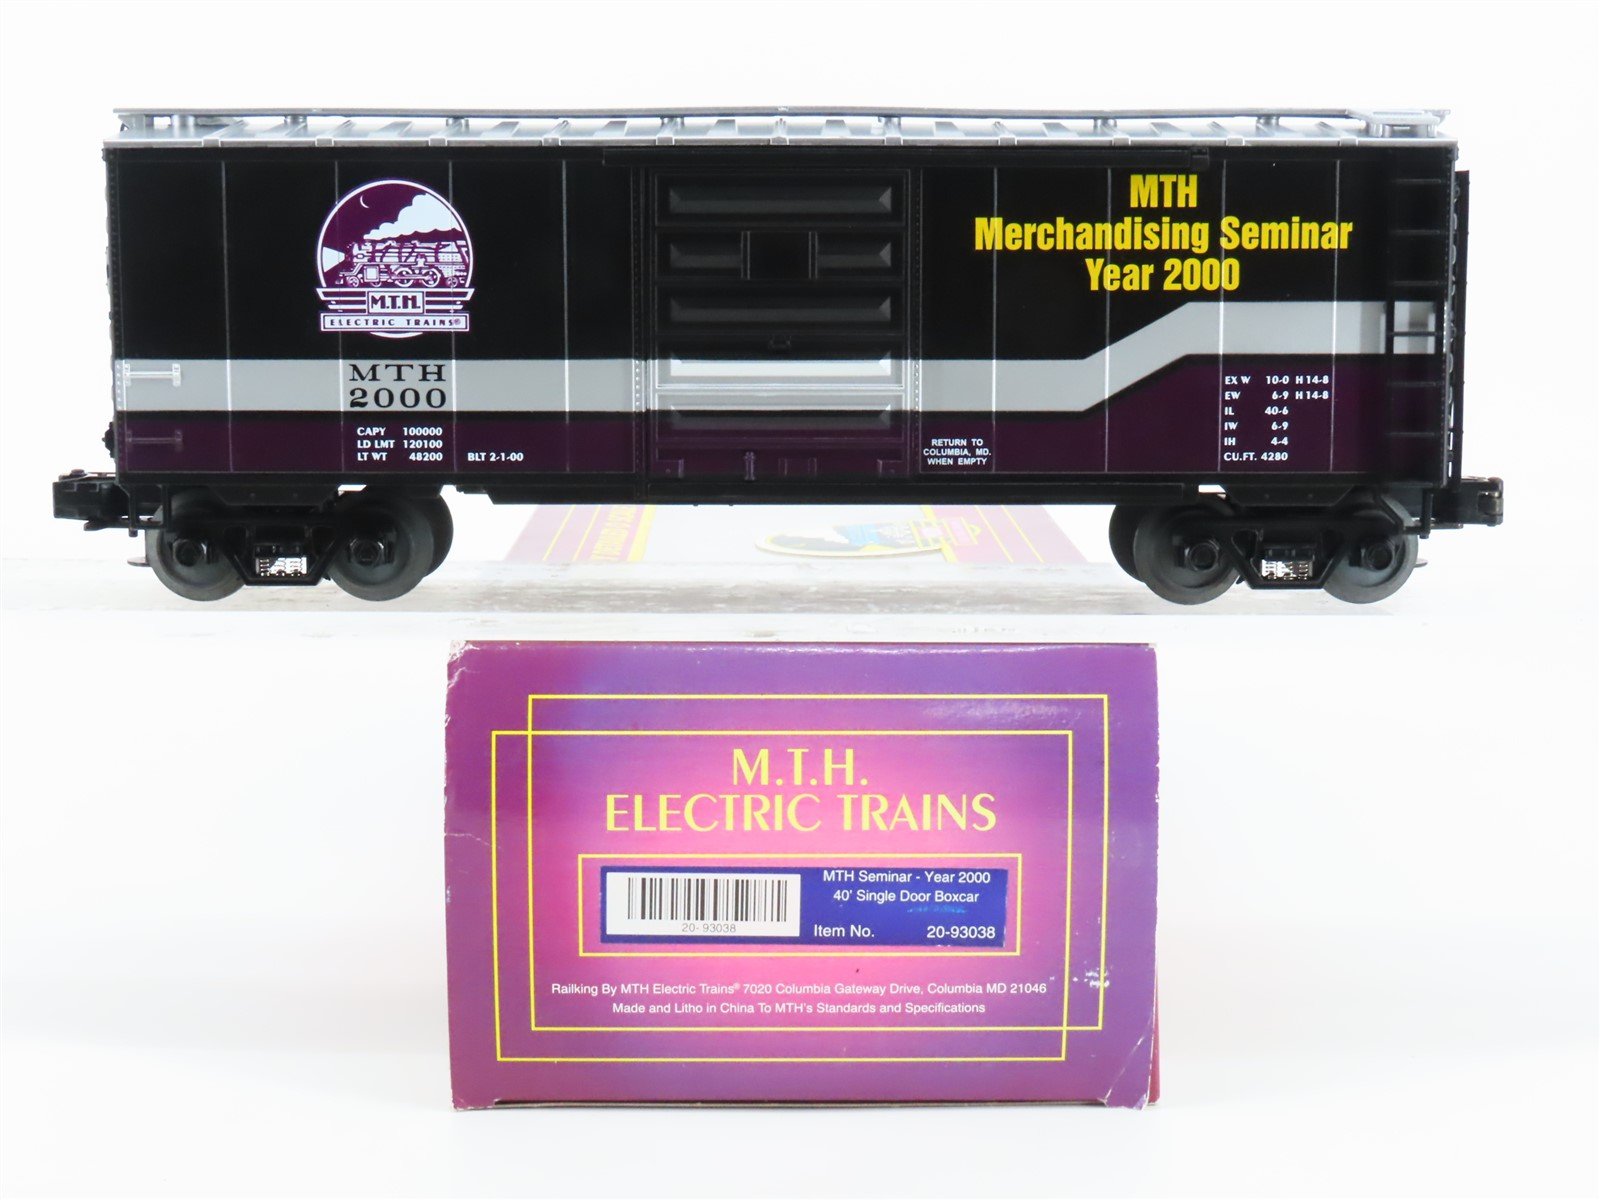 M.T.H.
ELECTRIC TRAINS®
MTH
2000
CAPY 100000
LD LMT 120100
LT WT 48200 BLT 2-1-00
MTH
Merchandising Seminar
Year 2000
RETURN TO
COLUMBIA, MD.
WHEN EMPTY
EX W 10-0 H 14-8
EW 6-9 H 14-8
IL 40-6
IW 6-9
IH 4-4
CU.FT. 4280
M.T.H.
ELECTRIC TRAINS
MTH Seminar - Year 2000
40' Single Door Boxcar
20-93038
Item No. 20-93038
Railking By MTH Electric Trains® 7020 Columbia Gateway Drive, Columbia MD 21046
Made and Litho in China To MTH's Standards and Specifications